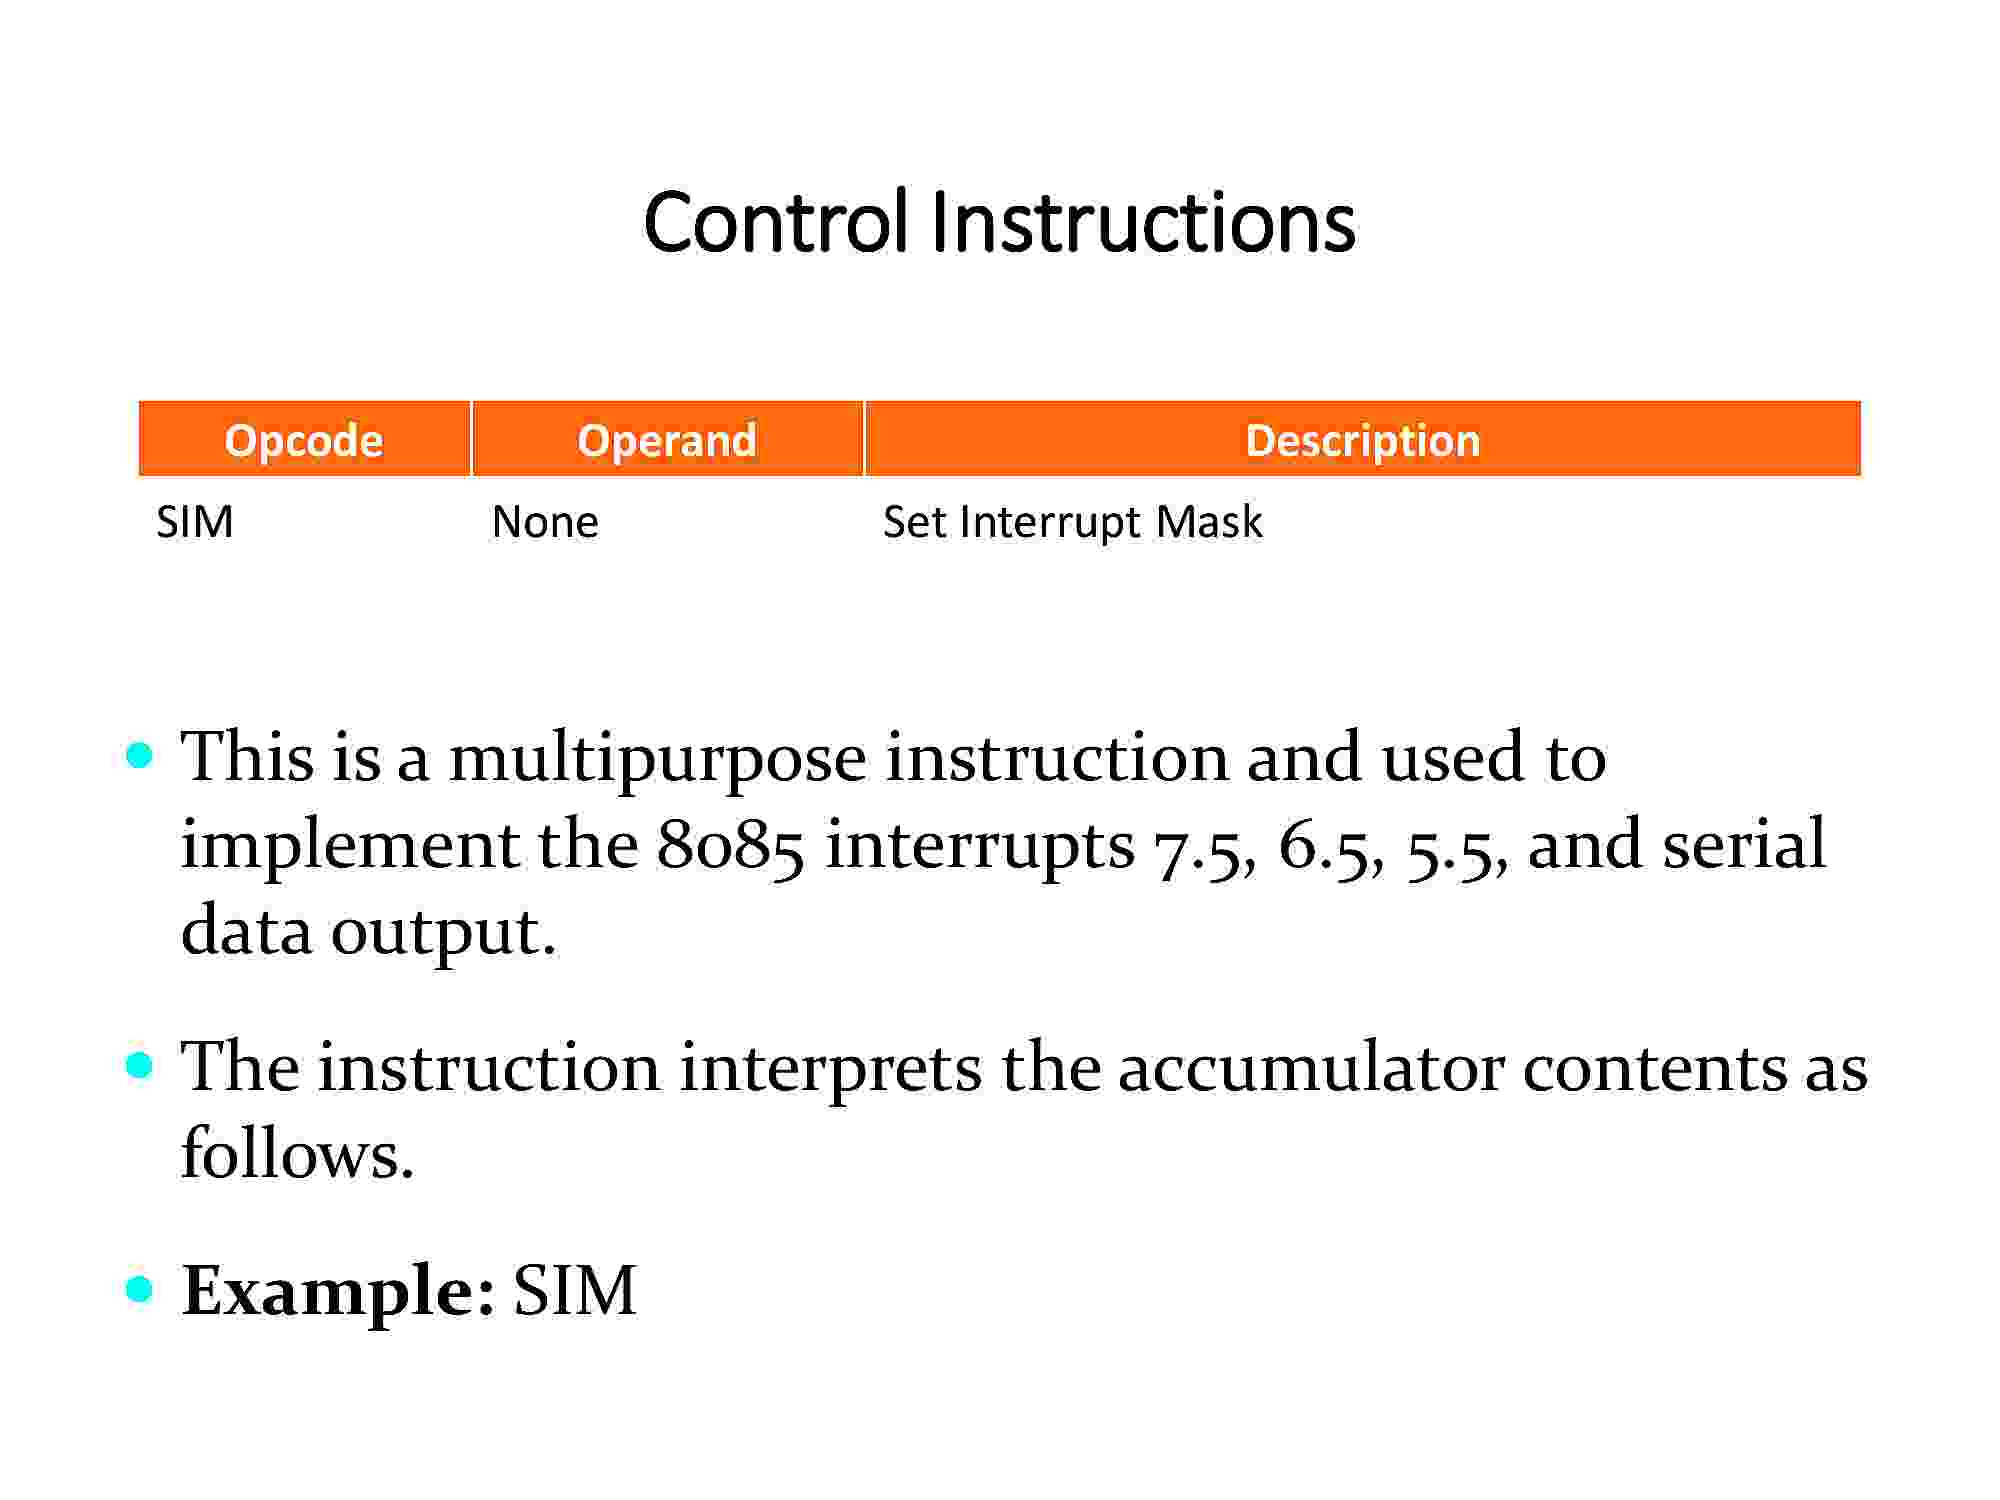 Control Instructions
Opcode Operand Description
SIM None Set Interrupt Mask
• This is a multipurpose instruction and used to
implement the 8085 interrupts 7.5, 6.5, 5.5, and serial
data output.
• The instruction interprets the accumulator contents as
follows.
• Example: SIM